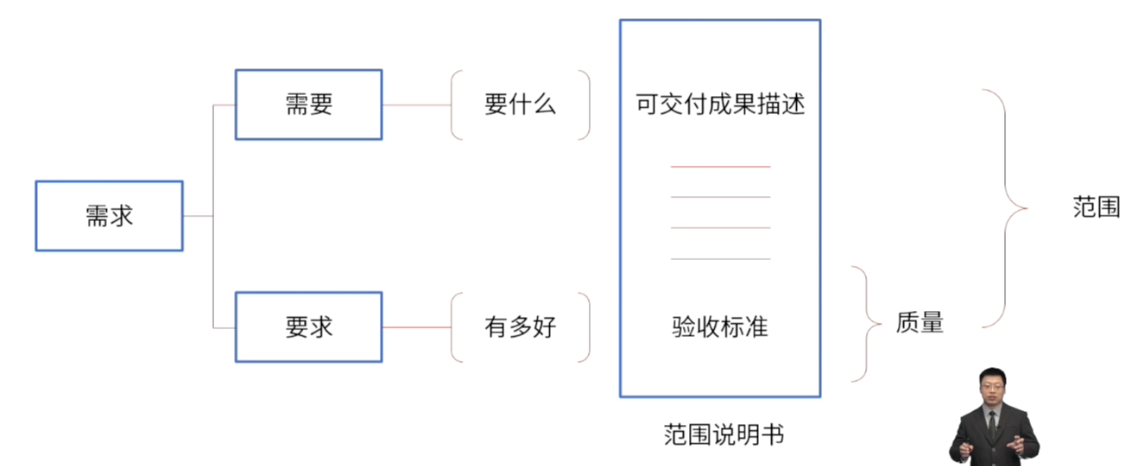 需求
需要
要什么
可交付成果描述
要求
有多好
验收标准
质量
范围
范围说明书